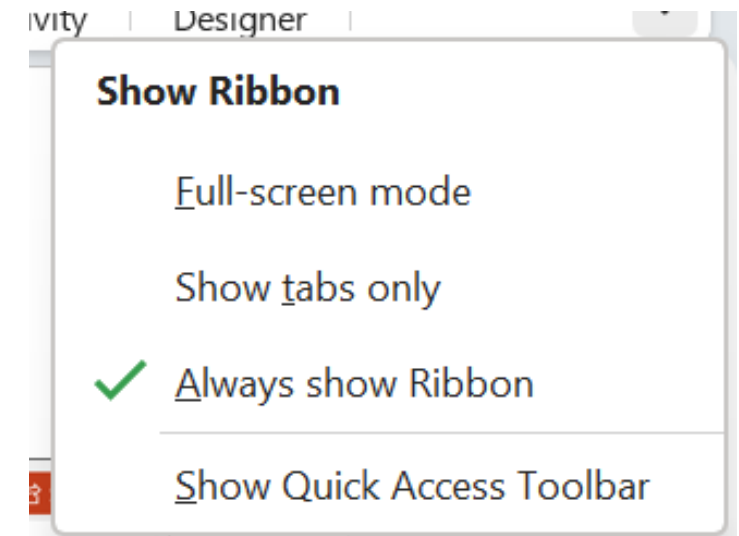 Designer
Show Ribbon
Full-screen mode
Show tabs only
Always show Ribbon
Show Quick Access Toolbar